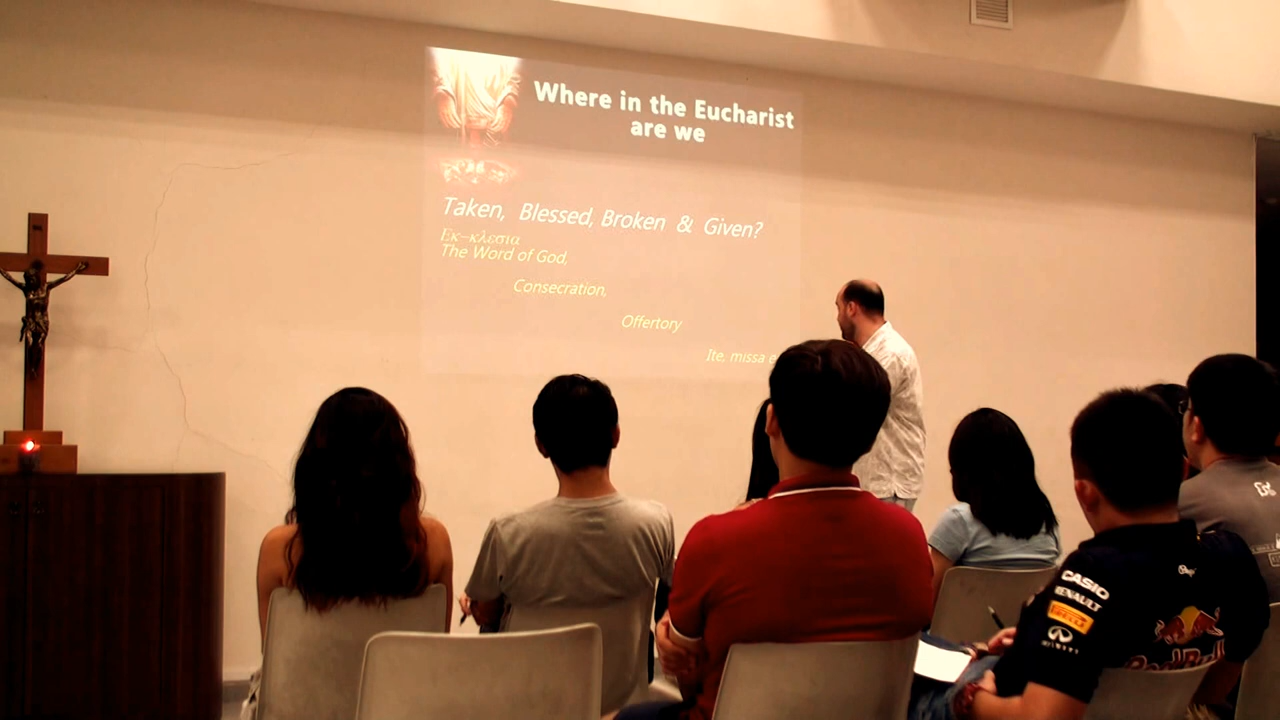 Where in the Eucharist
are we
Taken, Blessed, Broken & Given?
Εκ-κλεσια
The Word of God,
Consecration,
Offertory
Ite, missa e
CASIO
RENAULT
PIRELLI
INFINITI
Red Bull